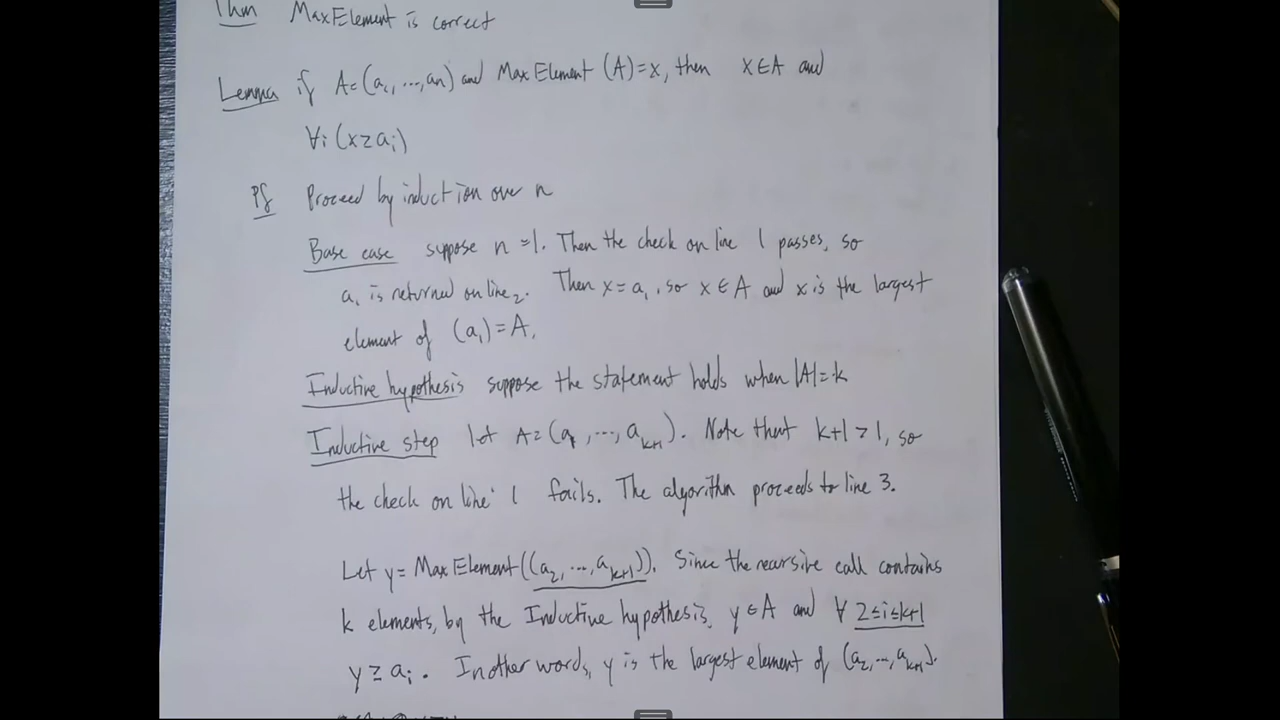 Thm MaxElement is correct
Lemma if A=(a₁,...,aₙ) and MaxElement (A)=x, then x∈A and
∀i (x≥aᵢ)
Pf Proceed by induction over n
Base case suppose n=1. Then the check on line 1 passes, so
a₁ is returned on line 2. Then x=a₁, so x∈A and x is the largest
element of (a₁)=A.
Inductive hypothesis suppose the statement holds when |A|=k
Inductive step let A=(a₁,...,aₖ₊₁). Note that k+1>1, so
the check on line 1 fails. The algorithm proceeds to line 3.
Let y=MaxElement((a₂,...,aₖ₊₁)). Since the recursive call contains
k elements, by the Inductive hypothesis, y∈A and ∀ 2≤i≤k+1
y≥aᵢ. In other words, y is the largest element of (a₂,...,aₖ₊₁).